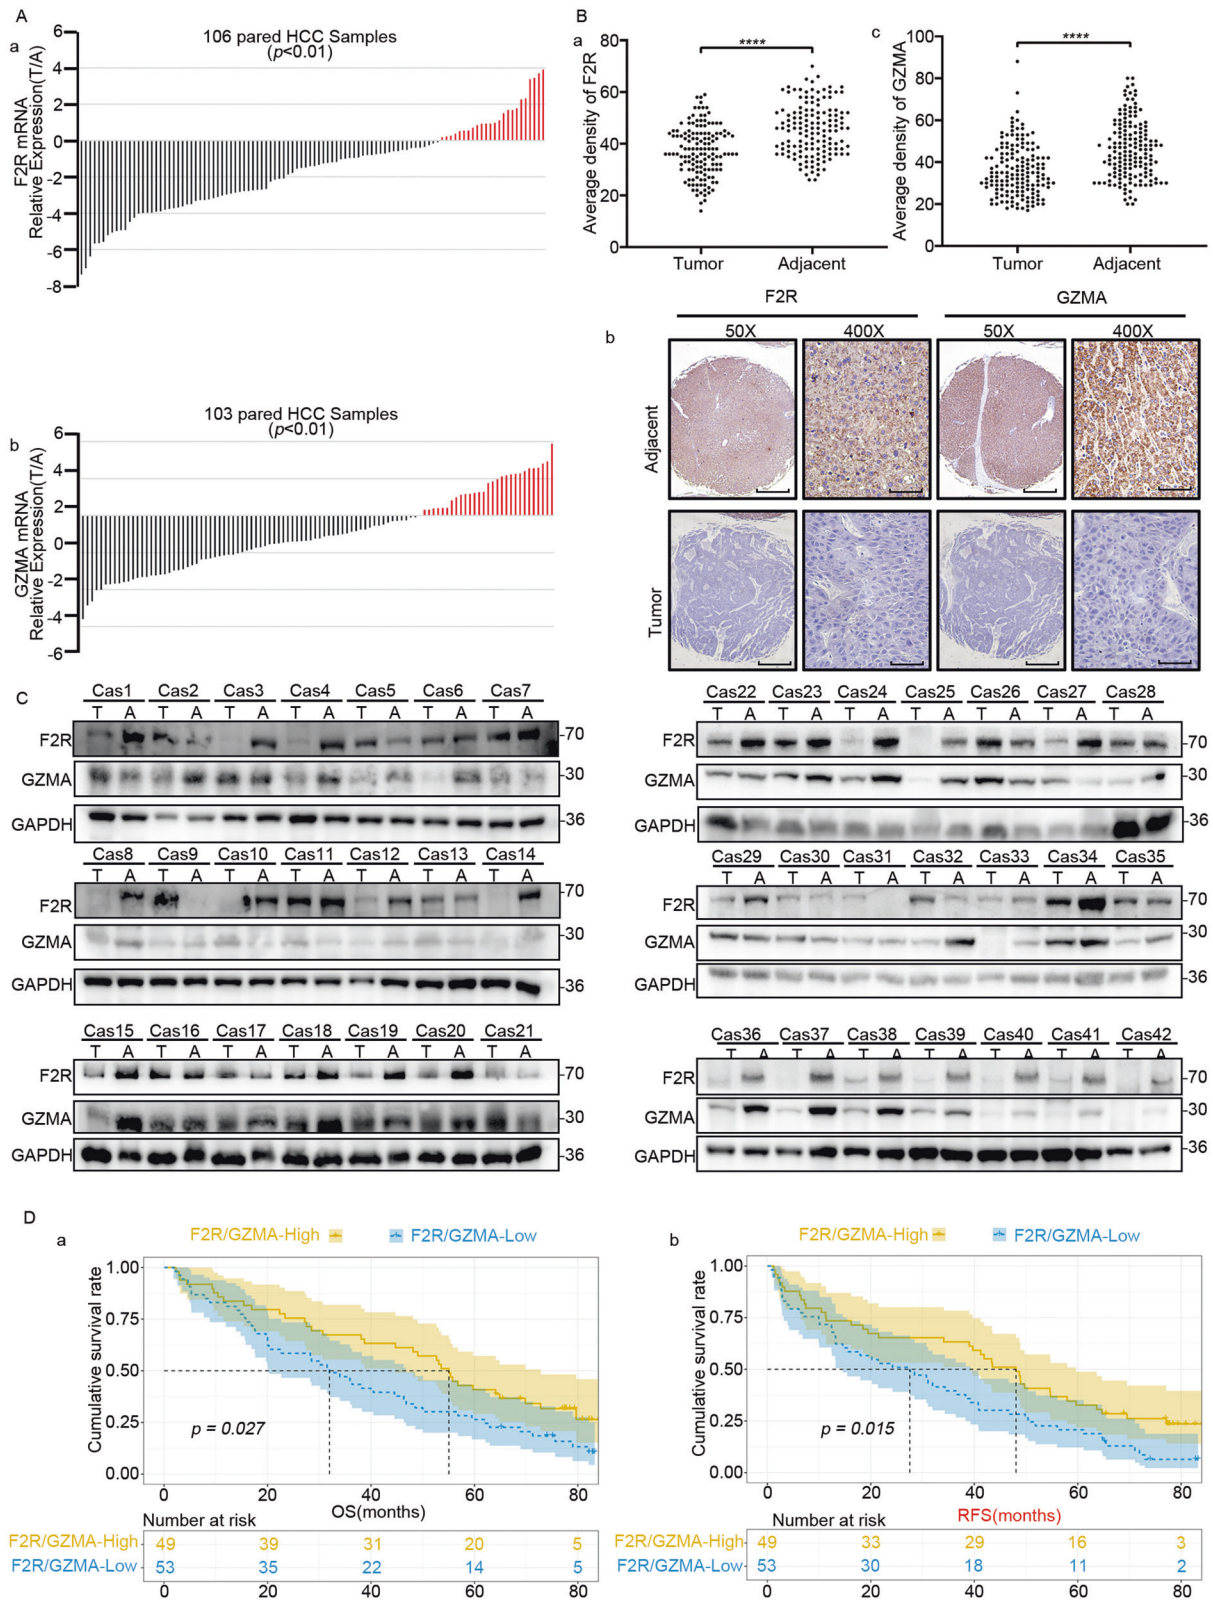 A
a
106 pared HCC Samples
(p<0.01)
F2R mRNA
Relative Expression(T/A)
6
4
2
0
-2
-4
-6
-8
b
103 pared HCC Samples
(p<0.01)
GZMA mRNA
Relative Expression(T/A)
6
4
2
0
-2
-4
-6
B
a
Average density of F2R
80
60
40
20
0
****
Tumor Adjacent
c
Average density of GZMA
100
80
60
40
20
0
****
Tumor Adjacent
b
F2R GZMA
50X 400X 50X 400X
Adjacent
Tumor
C
Cas1 Cas2 Cas3 Cas4 Cas5 Cas6 Cas7
T A T A T A T A T A T A T A
F2R -70
GZMA -30
GAPDH -36
Cas8 Cas9 Cas10 Cas11 Cas12 Cas13 Cas14
T A T A T A T A T A T A T A
F2R -70
GZMA -30
GAPDH -36
Cas15 Cas16 Cas17 Cas18 Cas19 Cas20 Cas21
T A T A T A T A T A T A T A
F2R -70
GZMA -30
GAPDH -36
Cas22 Cas23 Cas24 Cas25 Cas26 Cas27 Cas28
T A T A T A T A T A T A T A
F2R -70
GZMA -30
GAPDH -36
Cas29 Cas30 Cas31 Cas32 Cas33 Cas34 Cas35
T A T A T A T A T A T A T A
F2R -70
GZMA -30
GAPDH -36
Cas36 Cas37 Cas38 Cas39 Cas40 Cas41 Cas42
T A T A T A T A T A T A T A
F2R -70
GZMA -30
GAPDH -36
D
a
F2R/GZMA-High F2R/GZMA-Low
Cumulative survival rate
1.00
0.75
0.50
0.25
0.00
p = 0.027
0 20 40 60 80
OS(months)
Number at risk
F2R/GZMA-High 49 39 31 20 5
F2R/GZMA-Low 53 35 22 14 5
0 20 40 60 80
b
F2R/GZMA-High F2R/GZMA-Low
Cumulative survival rate
1.00
0.75
0.50
0.25
0.00
p = 0.015
0 20 40 60 80
RFS(months)
Number at risk
F2R/GZMA-High 49 33 29 16 3
F2R/GZMA-Low 53 30 18 11 2
0 20 40 60 80